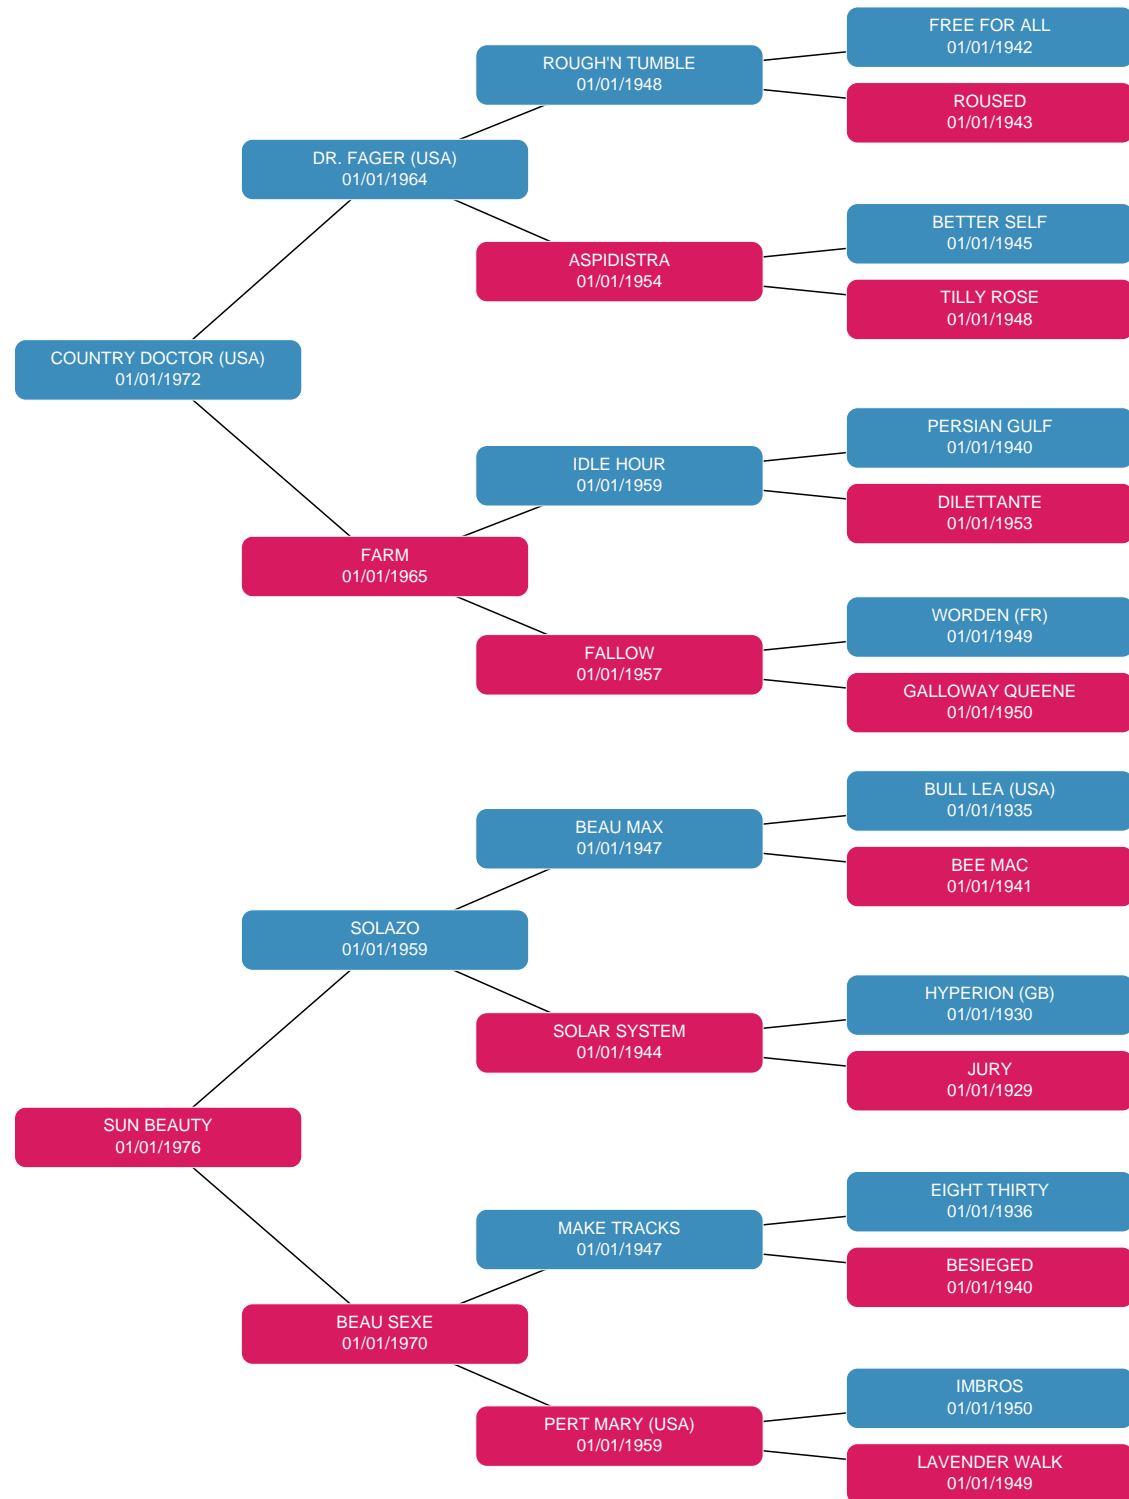 FREE FOR ALL
01/01/1942
ROUGH'N TUMBLE
01/01/1948
ROUSED
01/01/1943
DR. FAGER (USA)
01/01/1964
BETTER SELF
01/01/1945
ASPIDISTRA
01/01/1954
TILLY ROSE
01/01/1948
COUNTRY DOCTOR (USA)
01/01/1972
PERSIAN GULF
01/01/1940
IDLE HOUR
01/01/1959
DILETTANTE
01/01/1953
FARM
01/01/1965
WORDEN (FR)
01/01/1949
FALLOW
01/01/1957
GALLOWAY QUEENE
01/01/1950
BULL LEA (USA)
01/01/1935
BEAU MAX
01/01/1947
BEE MAC
01/01/1941
SOLAZO
01/01/1959
HYPERION (GB)
01/01/1930
SOLAR SYSTEM
01/01/1944
JURY
01/01/1929
SUN BEAUTY
01/01/1976
EIGHT THIRTY
01/01/1936
MAKE TRACKS
01/01/1947
BESIEGED
01/01/1940
BEAU SEXE
01/01/1970
IMBROS
01/01/1950
PERT MARY (USA)
01/01/1959
LAVENDER WALK
01/01/1949